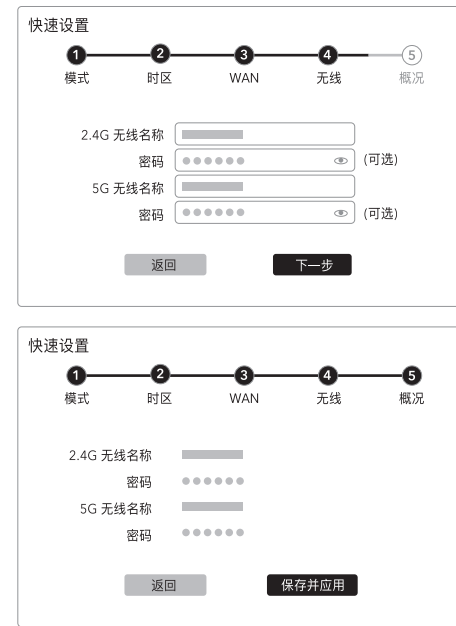 快速设置
1 2 3 4 5
模式 时区 WAN 无线 概况
2.4G 无线名称
密码 (可选)
5G 无线名称
密码 (可选)
返回 下一步
快速设置
1 2 3 4 5
模式 时区 WAN 无线 概况
2.4G 无线名称
密码
5G 无线名称
密码
返回 保存并应用